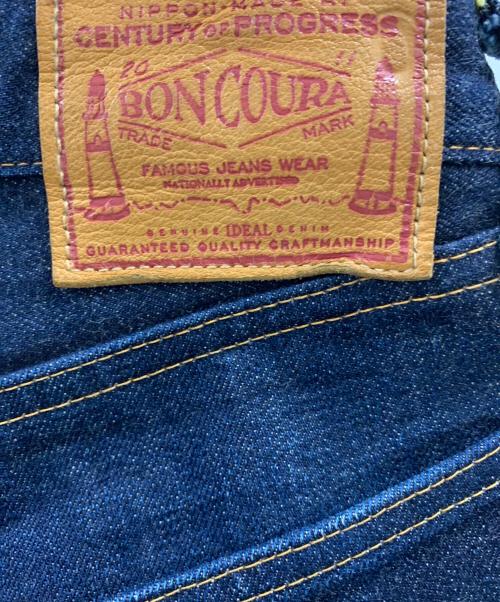 NIPPON-MADE BY
CENTURY OF PROGRESS
20 11
BONCOURA
TRADE MARK
FAMOUS JEANS WEAR
NATIONALLY ADVERTISED
GENUINE IDEAL DENIM
GUARANTEED QUALITY CRAFTMANSHIP